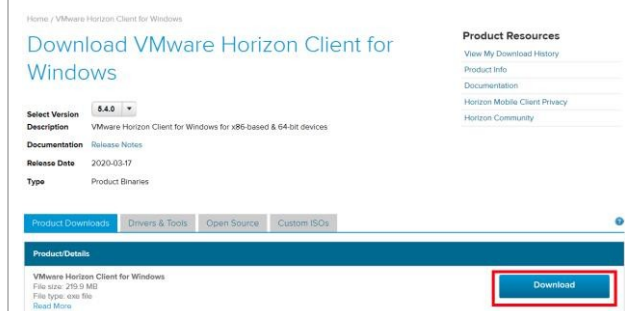 Home / VMware Horizon Client for Windows
Download VMware Horizon Client for
Windows
Select Version 5.4.0
Description VMware Horizon Client for Windows for x86-based & 64-bit devices
Documentation Release Notes
Release Date 2020-03-17
Type Product Binaries
Product Resources
View My Download History
Product Info
Documentation
Horizon Mobile Client Privacy
Horizon Community
Product Downloads Drivers & Tools Open Source Custom ISOs
Product/Details
VMware Horizon Client for Windows
File size: 219.9 MB
File type: exe file
Read More
Download